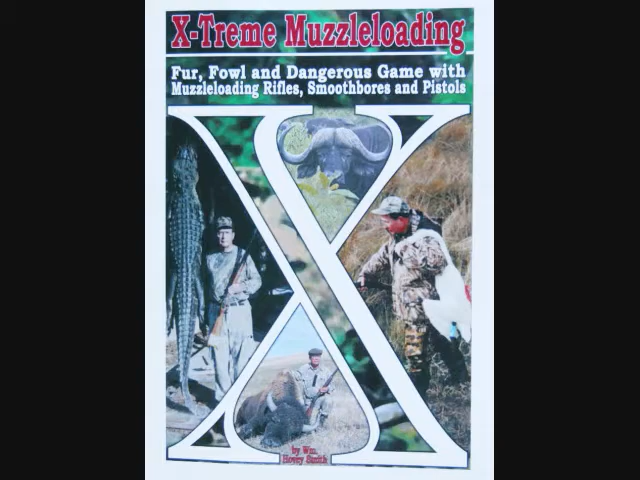 X-Treme Muzzleloading
Fur, Fowl and Dangerous Game with
Muzzleloading Rifles, Smoothbores and Pistols
X
by Wm.
Hovey Smith